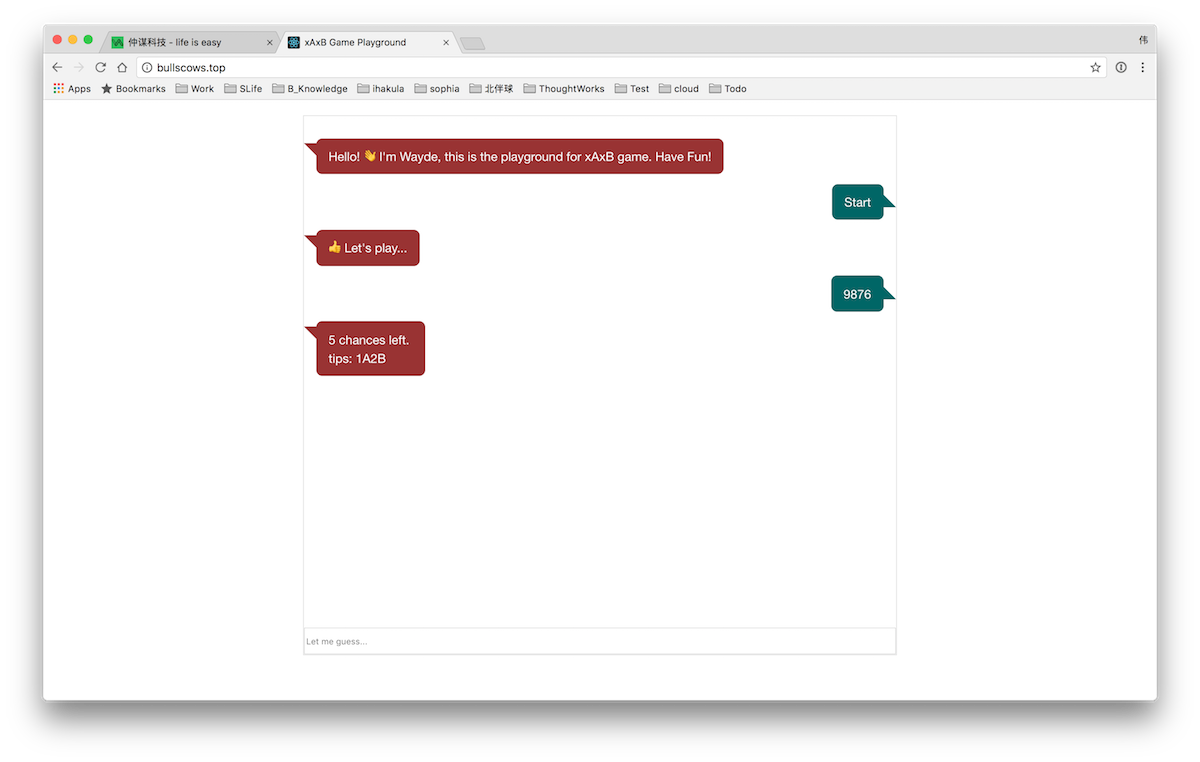 仲谋科技 - life is easy
xAxB Game Playground
伟
bullscows.top
Apps
Bookmarks
Work
SLife
B_Knowledge
ihakula
sophia
北伴球
ThoughtWorks
Test
cloud
Todo
Hello! 👋 I'm Wayde, this is the playground for xAxB game. Have Fun!
Start
👍 Let's play...
9876
5 chances left.
tips: 1A2B
Let me guess...